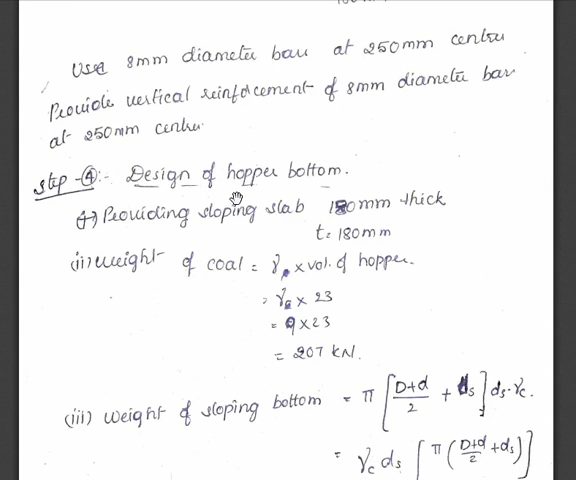 Use 8mm diameter bars at 250mm centre
Provide vertical reinforcement of 8mm diameter bar
at 250mm centre.
Step-④:- Design of hopper bottom.
(i) Providing sloping slab 180mm thick
t = 180mm
(ii) weight of coal = γ × vol. of hopper.
= γc × 23
= 9 × 23
= 207 kN.
(iii) weight of sloping bottom = π [D+d/2 + ds] ds.γc.
= γc ds [π(D+d/2 + ds)]